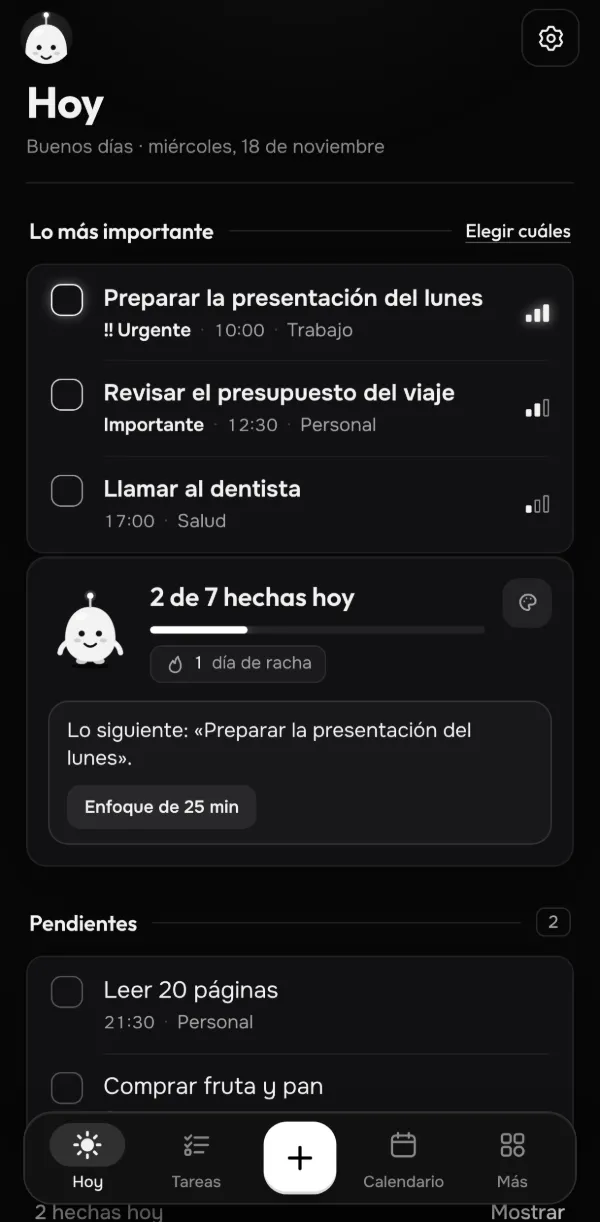 Hoy
Buenos días · miércoles, 18 de noviembre
Lo más importante
Elegir cuáles
Preparar la presentación del lunes
!! Urgente · 10:00 · Trabajo
Revisar el presupuesto del viaje
Importante · 12:30 · Personal
Llamar al dentista
17:00 · Salud
2 de 7 hechas hoy
1 día de racha
Lo siguiente: «Preparar la presentación del
lunes».
Enfoque de 25 min
Pendientes
2
Leer 20 páginas
21:30 · Personal
Comprar fruta y pan
Hoy
Tareas
Calendario
Más
2 hechas hoy
Mostrar